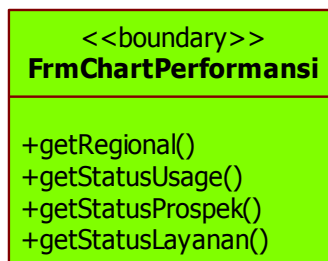 <<boundary>>
FrmChartPerformansi
+getRegional()
+getStatusUsage()
+getStatusProspek()
+getStatusLayanan()